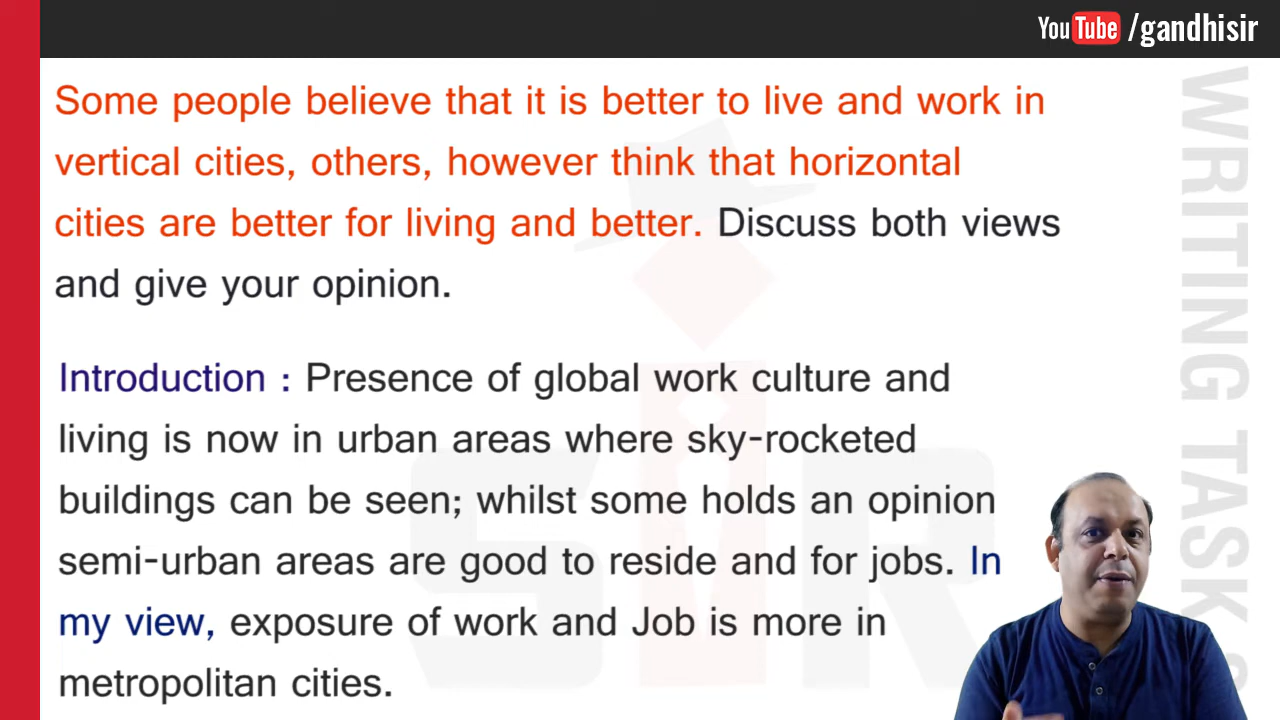 YouTube /gandhisir
Some people believe that it is better to live and work in
vertical cities, others, however think that horizontal
cities are better for living and better. Discuss both views
and give your opinion.
Introduction : Presence of global work culture and
living is now in urban areas where sky-rocketed
buildings can be seen; whilst some holds an opinion
semi-urban areas are good to reside and for jobs. In
my view, exposure of work and Job is more in
metropolitan cities.
WRITING TASK
SIR